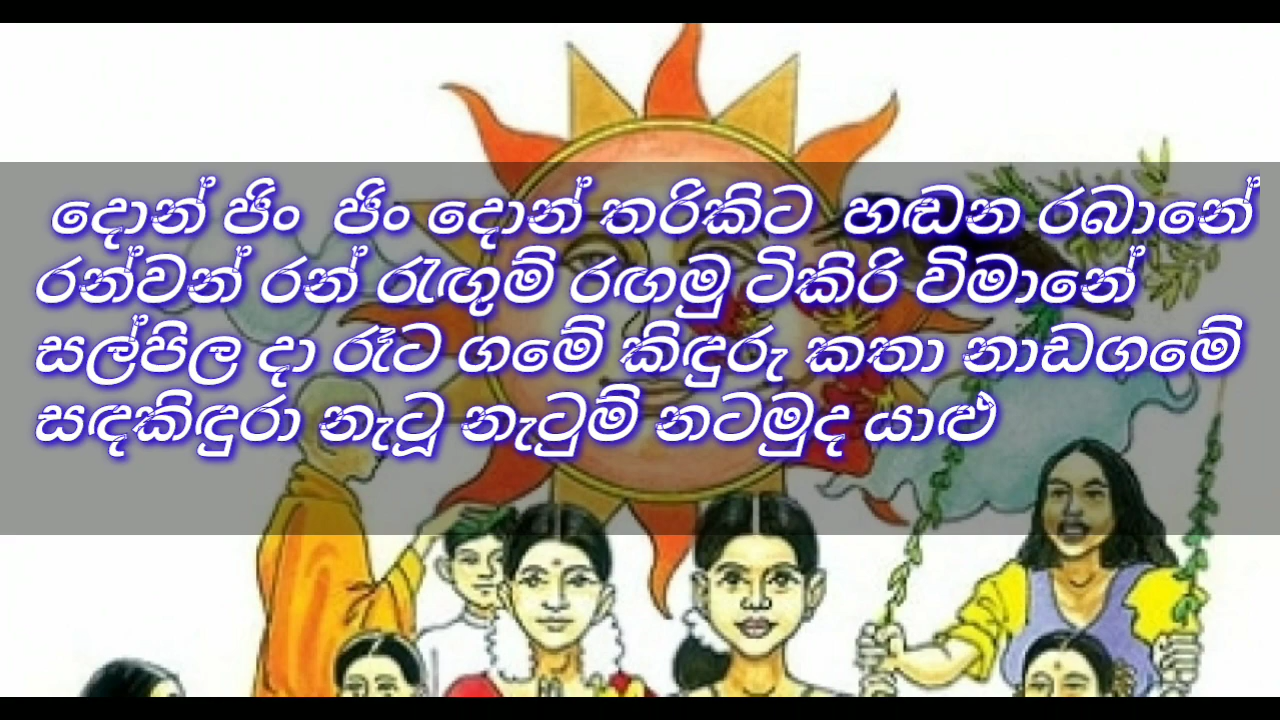 දොන් ජිං ජිං දොන් තරිකිට හඬන රබානේ
රන්වන් රන් රැඟුම් රඟමු ටිකිරි විමානේ
සල්පිල දා රෑට ගමේ කිඳුරු කතා නාඩගමේ
සඳකිඳුරා නැටූ නැටුම් නටමුද යාළු